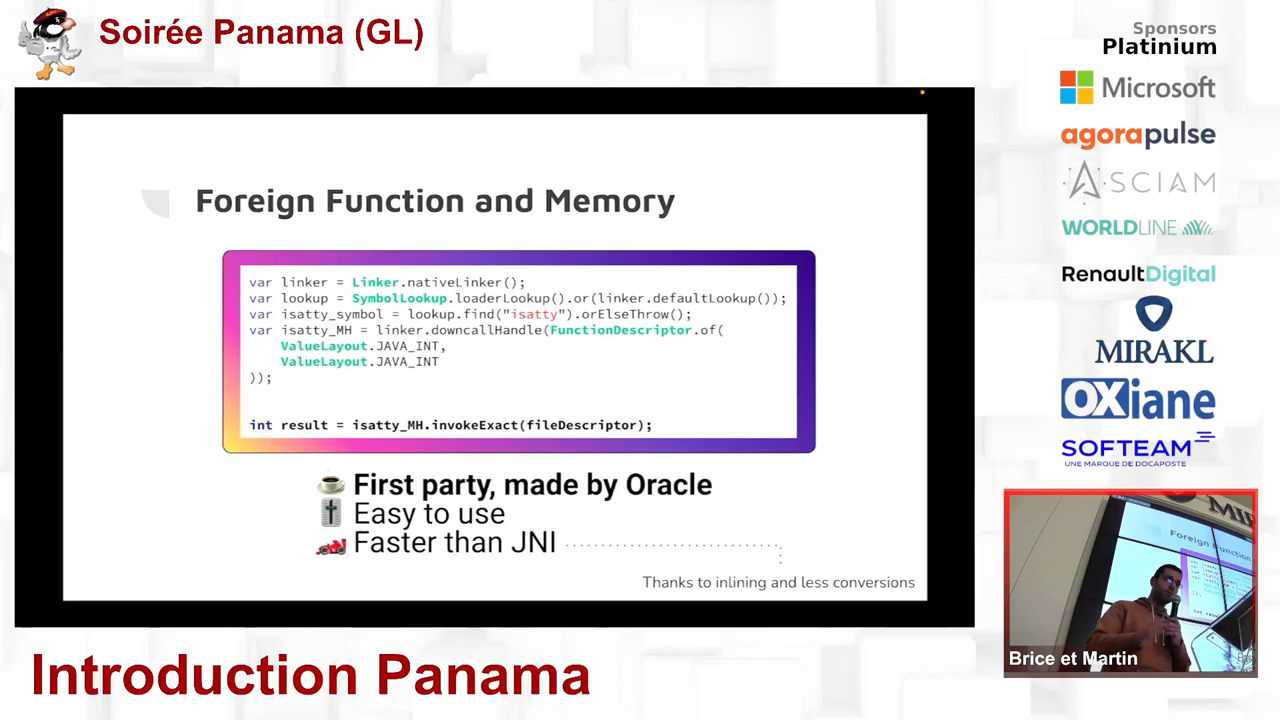 Soirée Panama (GL)
Sponsors
Platinium
Microsoft
agorapulse
ASCIAM
WORLDLINE
RenaultDigital
MIRAKL
OXiane
SOFTEAM
UNE MARQUE DE DOCAPOSTE
Foreign Function and Memory
var linker = Linker.nativeLinker();
var lookup = SymbolLookup.loaderLookup().or(linker.defaultLookup());
var isatty_symbol = lookup.find("isatty").orElseThrow();
var isatty_MH = linker.downcallHandle(FunctionDescriptor.of(
ValueLayout.JAVA_INT,
ValueLayout.JAVA_INT
));
int result = isatty_MH.invokeExact(fileDescriptor);
First party, made by Oracle
Easy to use
Faster than JNI
Thanks to inlining and less conversions
MIR
Foreign Function
Brice et Martin
Introduction Panama